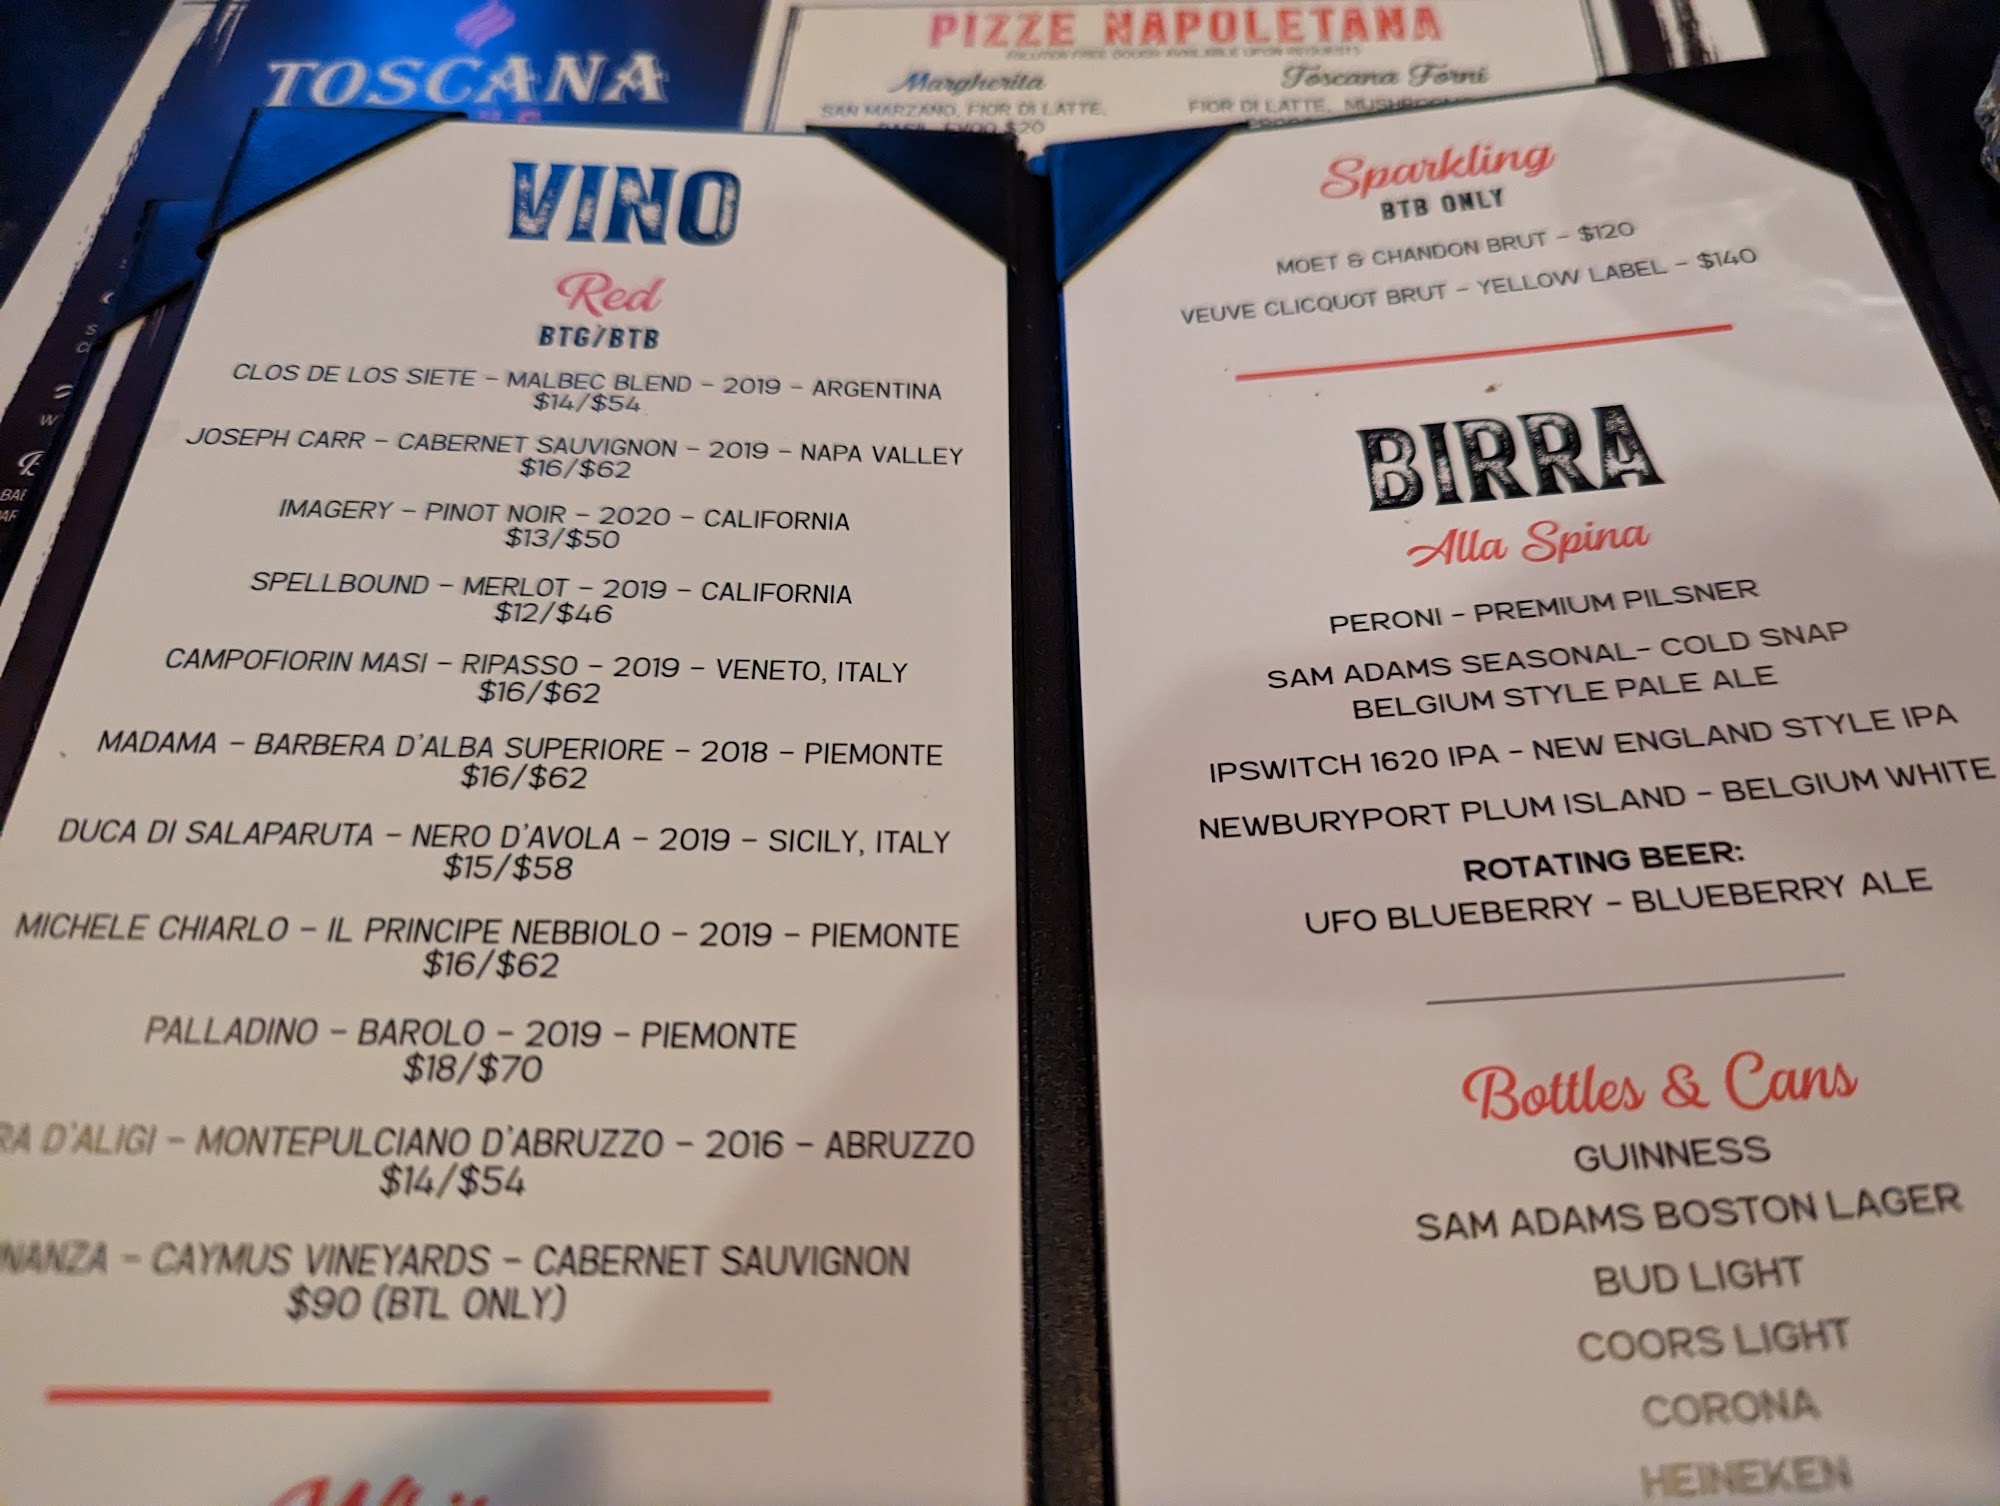 TOSCANA
PIZZE NAPOLETANA
Margherita
SAN MARZANO, FIOR DI LATTE,
$20
Toscana Forni
FIOR DI LATTE,
VINO
Red
BTG/BTB
CLOS DE LOS SIETE – MALBEC BLEND – 2019 – ARGENTINA
$14/$54
JOSEPH CARR – CABERNET SAUVIGNON – 2019 – NAPA VALLEY
$16/$62
IMAGERY – PINOT NOIR – 2020 – CALIFORNIA
$13/$50
SPELLBOUND – MERLOT – 2019 – CALIFORNIA
$12/$46
CAMPOFIORIN MASI – RIPASSO – 2019 – VENETO, ITALY
$16/$62
MADAMA – BARBERA D'ALBA SUPERIORE – 2018 – PIEMONTE
$16/$62
DUCA DI SALAPARUTA – NERO D'AVOLA – 2019 – SICILY, ITALY
$15/$58
MICHELE CHIARLO – IL PRINCIPE NEBBIOLO – 2019 – PIEMONTE
$16/$62
PALLADINO – BAROLO – 2019 – PIEMONTE
$18/$70
RA D'ALIGI – MONTEPULCIANO D'ABRUZZO – 2016 – ABRUZZO
$14/$54
NANZA – CAYMUS VINEYARDS – CABERNET SAUVIGNON
$90 (BTL ONLY)
Sparkling
BTB ONLY
MOET & CHANDON BRUT – $120
VEUVE CLICQUOT BRUT – YELLOW LABEL – $140
BIRRA
Alla Spina
PERONI – PREMIUM PILSNER
SAM ADAMS SEASONAL– COLD SNAP
BELGIUM STYLE PALE ALE
IPSWITCH 1620 IPA – NEW ENGLAND STYLE IPA
NEWBURYPORT PLUM ISLAND – BELGIUM WHITE
ROTATING BEER:
UFO BLUEBERRY – BLUEBERRY ALE
Bottles & Cans
GUINNESS
SAM ADAMS BOSTON LAGER
BUD LIGHT
COORS LIGHT
CORONA
HEINEKEN